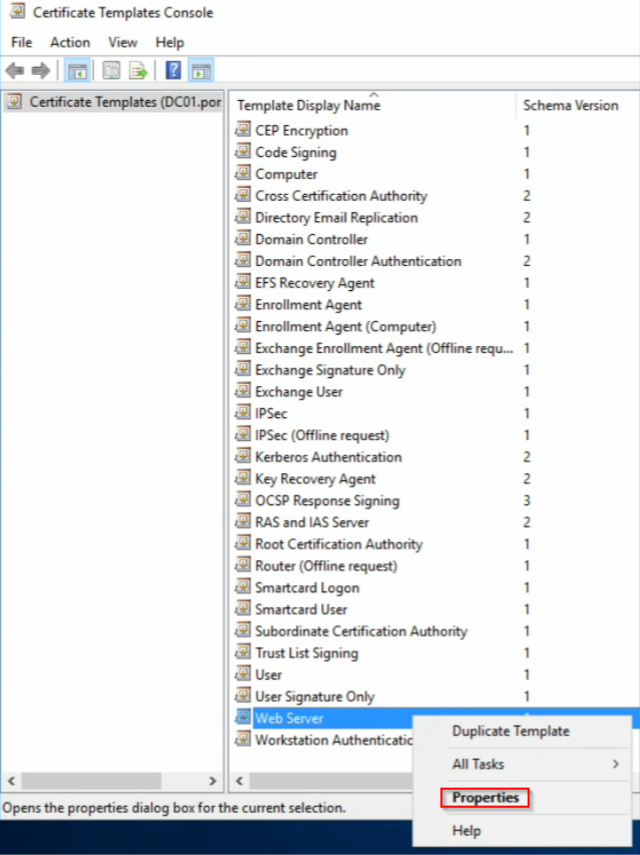 Certificate Templates Console
File Action View Help
Certificate Templates (DC01.por
Template Display Name Schema Version
CEP Encryption 1
Code Signing 1
Computer 1
Cross Certification Authority 2
Directory Email Replication 2
Domain Controller 1
Domain Controller Authentication 2
EFS Recovery Agent 1
Enrollment Agent 1
Enrollment Agent (Computer) 1
Exchange Enrollment Agent (Offline requ... 1
Exchange Signature Only 1
Exchange User 1
IPSec 1
IPSec (Offline request) 1
Kerberos Authentication 2
Key Recovery Agent 2
OCSP Response Signing 3
RAS and IAS Server 2
Root Certification Authority 1
Router (Offline request) 1
Smartcard Logon 1
Smartcard User 1
Subordinate Certification Authority 1
Trust List Signing 1
User 1
User Signature Only 1
Web Server
Workstation Authenticatic
Duplicate Template
All Tasks
Properties
Help
Opens the properties dialog box for the current selection.